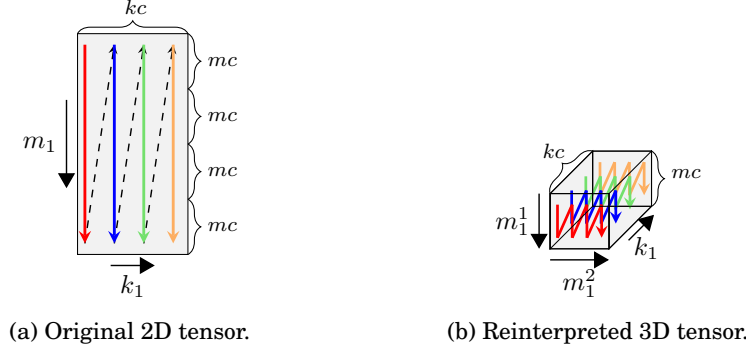 kc
mc
mc
mc
mc
m₁
k₁
(a) Original 2D tensor.
kc
mc
m₁¹
k₁
m₁²
(b) Reinterpreted 3D tensor.